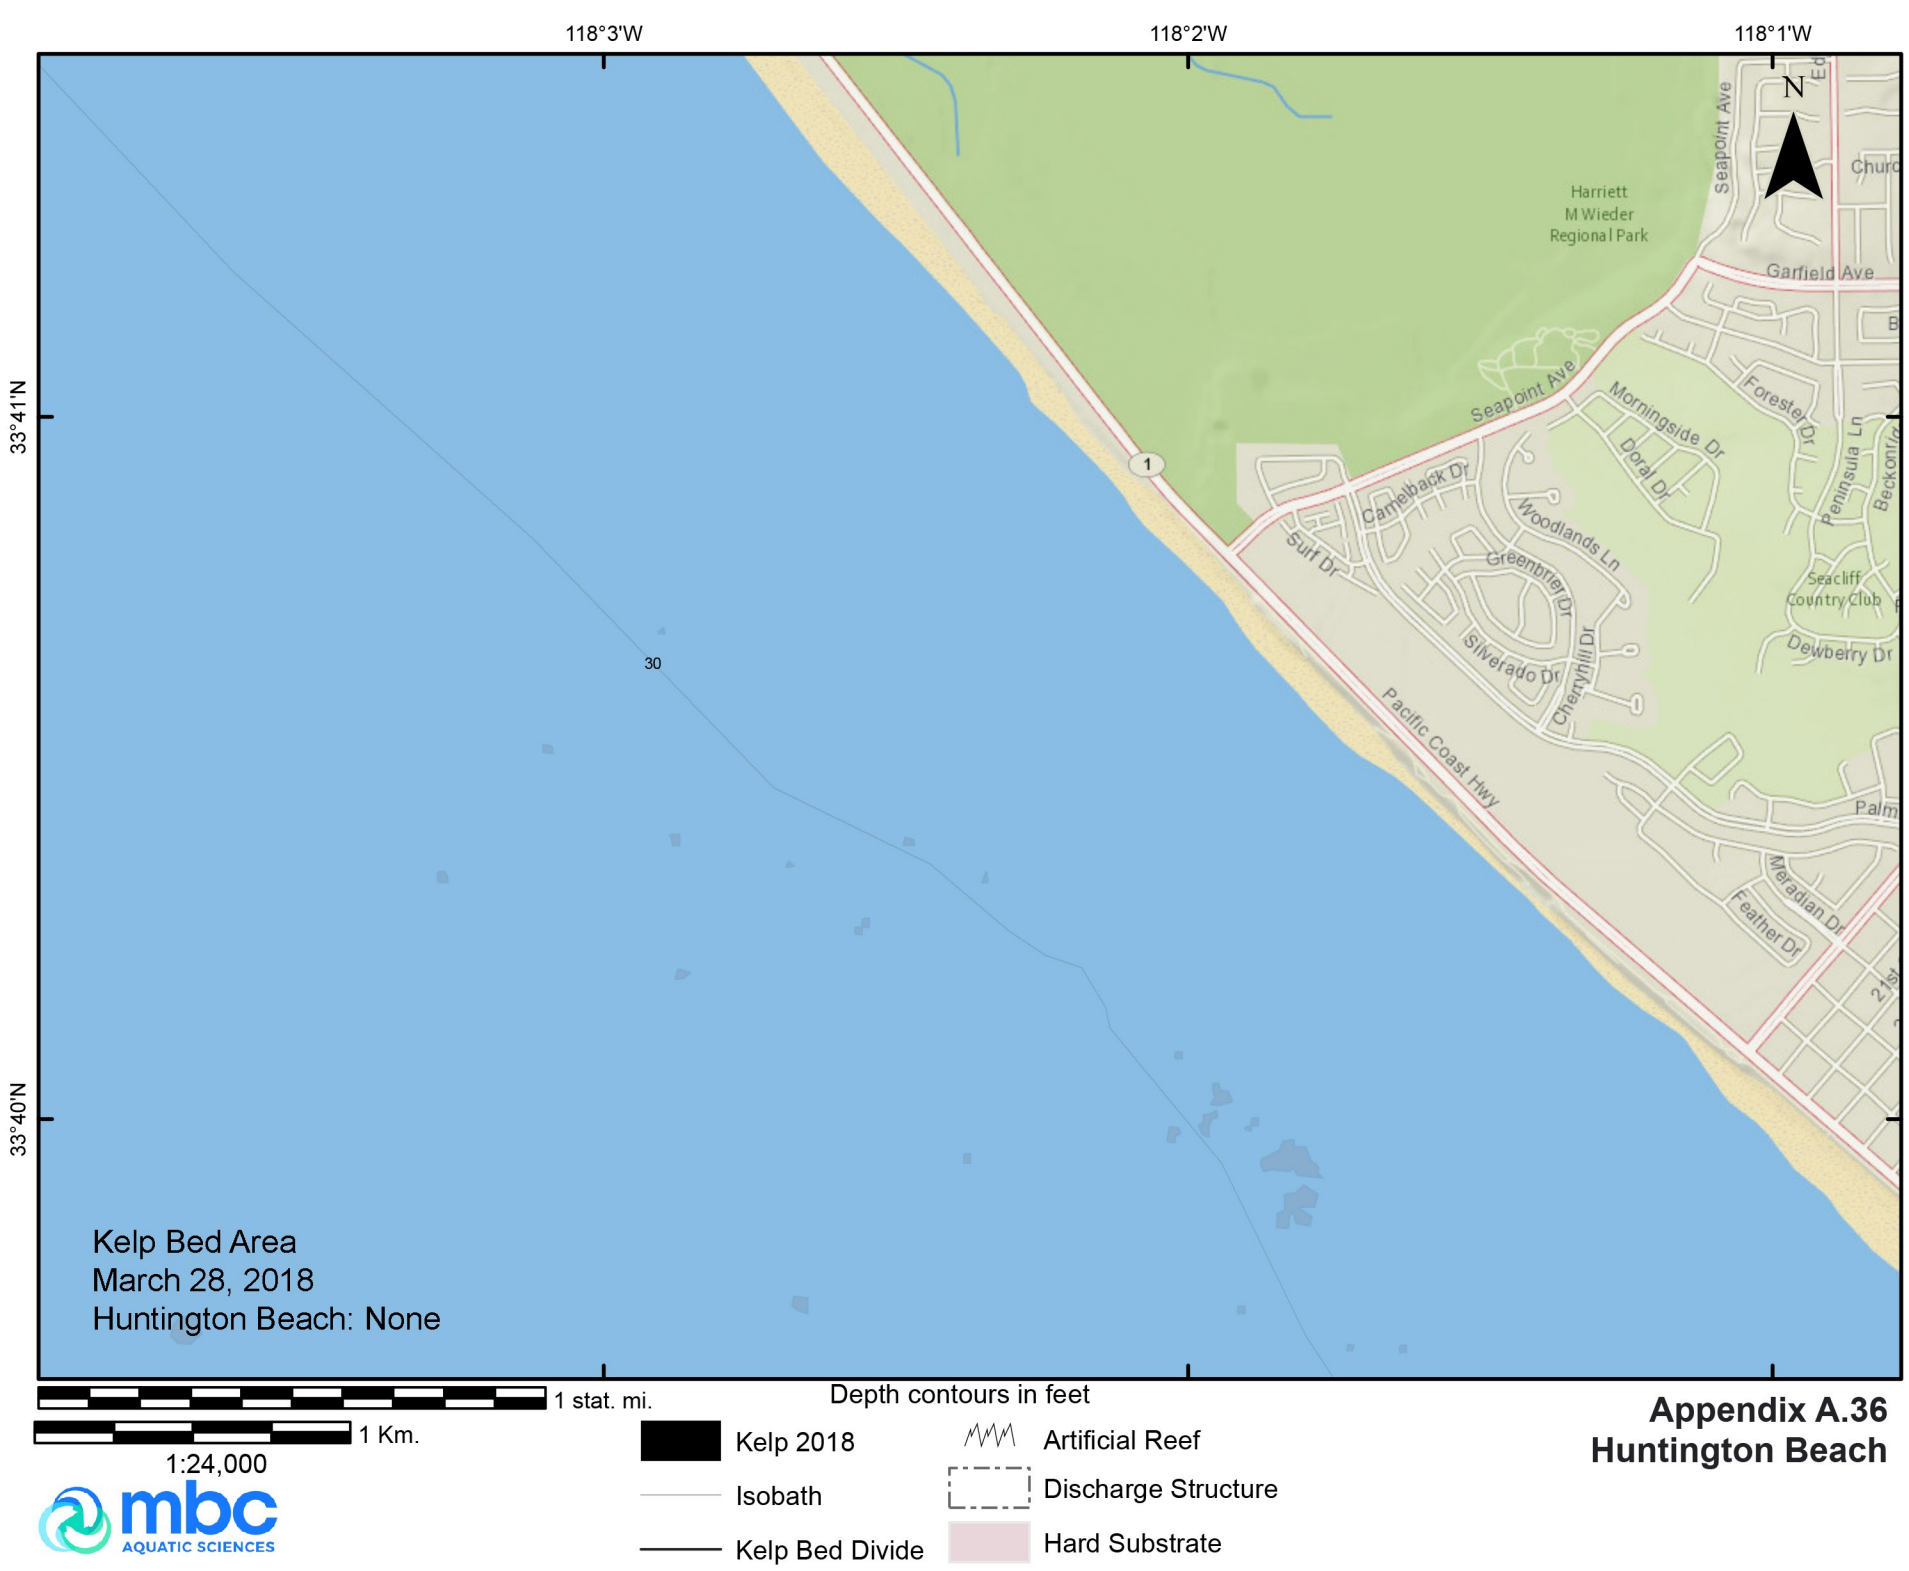 118°3'W
118°2'W
118°1'W
N
Seapoint Ave
Harriett
M Wieder
Regional Park
Garfield Ave
33°41'N
Seapoint Ave
Morningside Dr
Forester Dr
Doral Dr
Peninsula Ln
1
Camelback Dr
Woodlands Ln
Surf Dr
Greenbrier Dr
Seacliff
Country Club
Silverado Dr
Cherryhill Dr
Dewberry Dr
30
Pacific Coast Hwy
Palm
Meradian Dr
Feather Dr
21st
33°40'N
Kelp Bed Area
March 28, 2018
Huntington Beach: None
1 stat. mi.
1 Km.
1:24,000
mbc
AQUATIC SCIENCES
Depth contours in feet
Kelp 2018
Isobath
Kelp Bed Divide
Artificial Reef
Discharge Structure
Hard Substrate
Appendix A.36
Huntington Beach